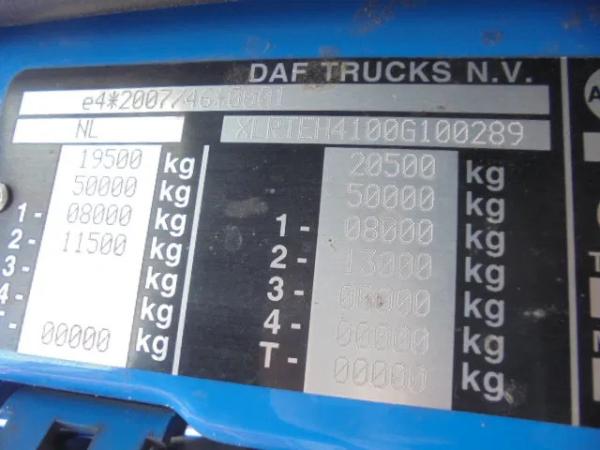 DAF TRUCKS N.V.
e4*2007/46*0001
NL XLRTEH4100G100289
19500 kg 20500 kg
50000 kg 50000 kg
1- 08000 kg 1- 08000 kg
2- 11500 kg 2- 13000 kg
3- kg 3- 00000 kg
4- kg 4- 00000 kg
00000 kg T- 00000 kg